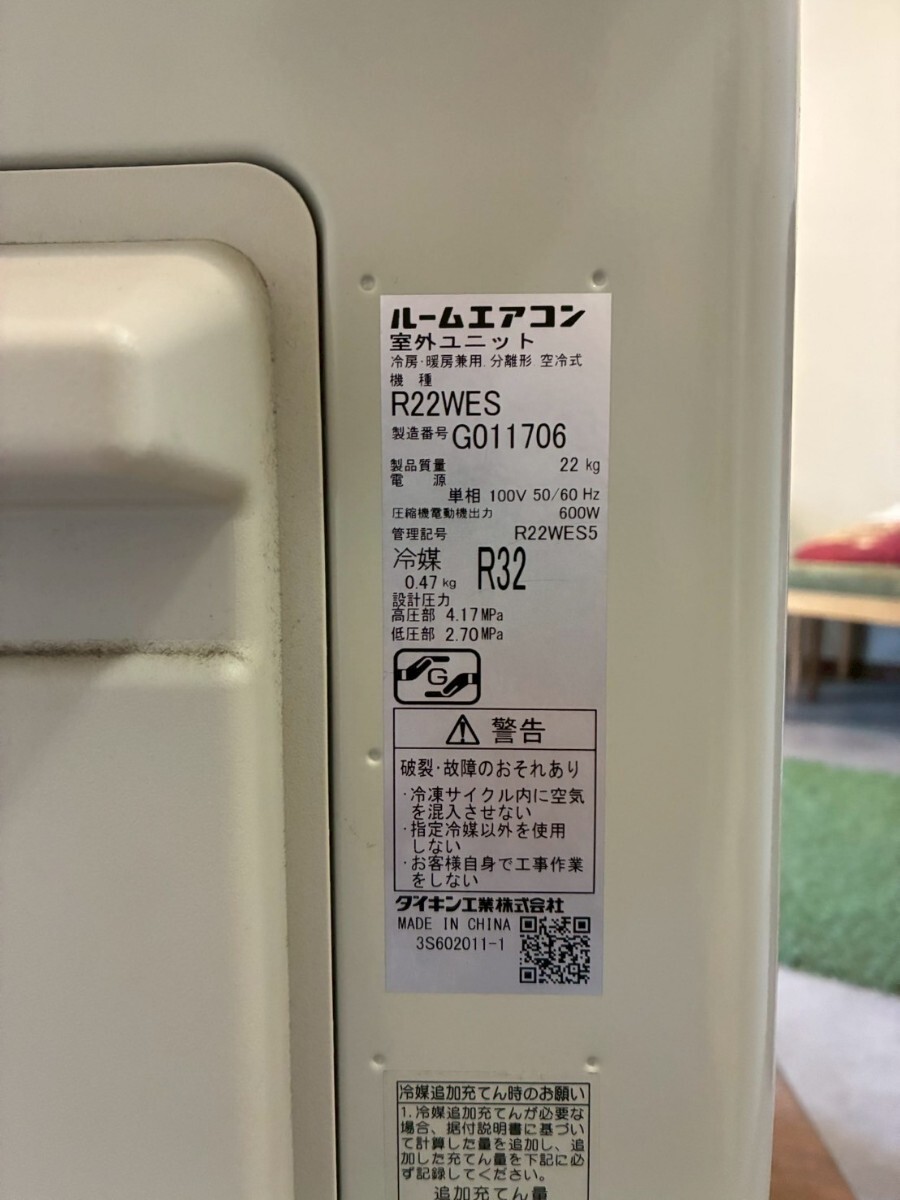 ルームエアコン
室外ユニット
冷房・暖房兼用. 分離形 空冷式
機 種
R22WES
製造番号 G011706
製品質量 22 kg
電 源
単相 100V 50/60 Hz
圧縮機電動機出力 600W
管理記号 R22WES5
冷媒 R32
0.47 kg
設計圧力
高圧部 4.17 MPa
低圧部 2.70 MPa
G
警告
破裂・故障のおそれあり
・冷凍サイクル内に空気
を混入させない
・指定冷媒以外を使用
しない
・お客様自身で工事作業
をしない
ダイキン工業株式会社
MADE IN CHINA
3S602011-1
冷媒追加充てん時のお願い
1.冷媒追加充てんが必要な
場合、据付説明書に基づい
て計算した量を追加し、追
加した充てん量を下記に必
ず記録してください。
追加充てん量